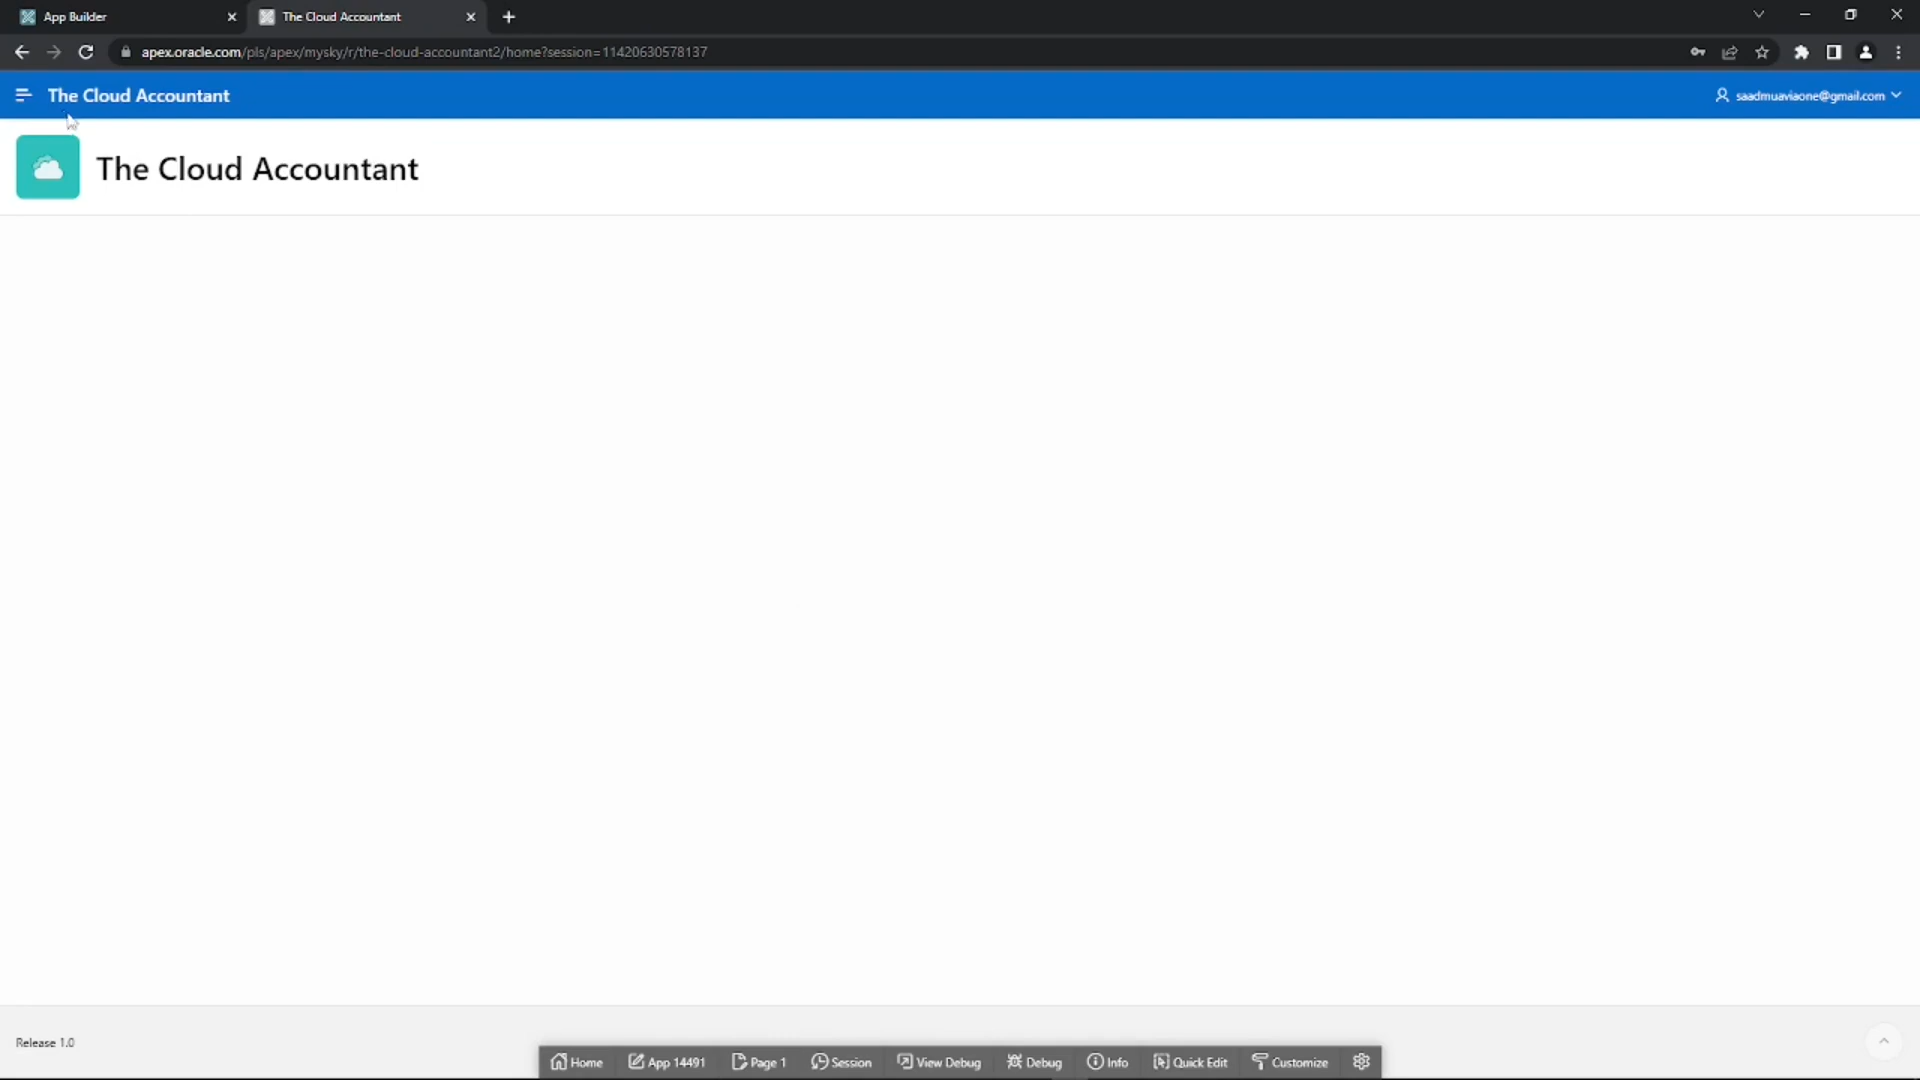 App Builder
The Cloud Accountant
apex.oracle.com/pls/apex/mysky/r/the-cloud-accountant2/home?session=11420630578137
The Cloud Accountant
saadmuaviaone@gmail.com
The Cloud Accountant
Release 1.0
Home App 14491 Page 1 Session View Debug Debug Info Quick Edit Customize